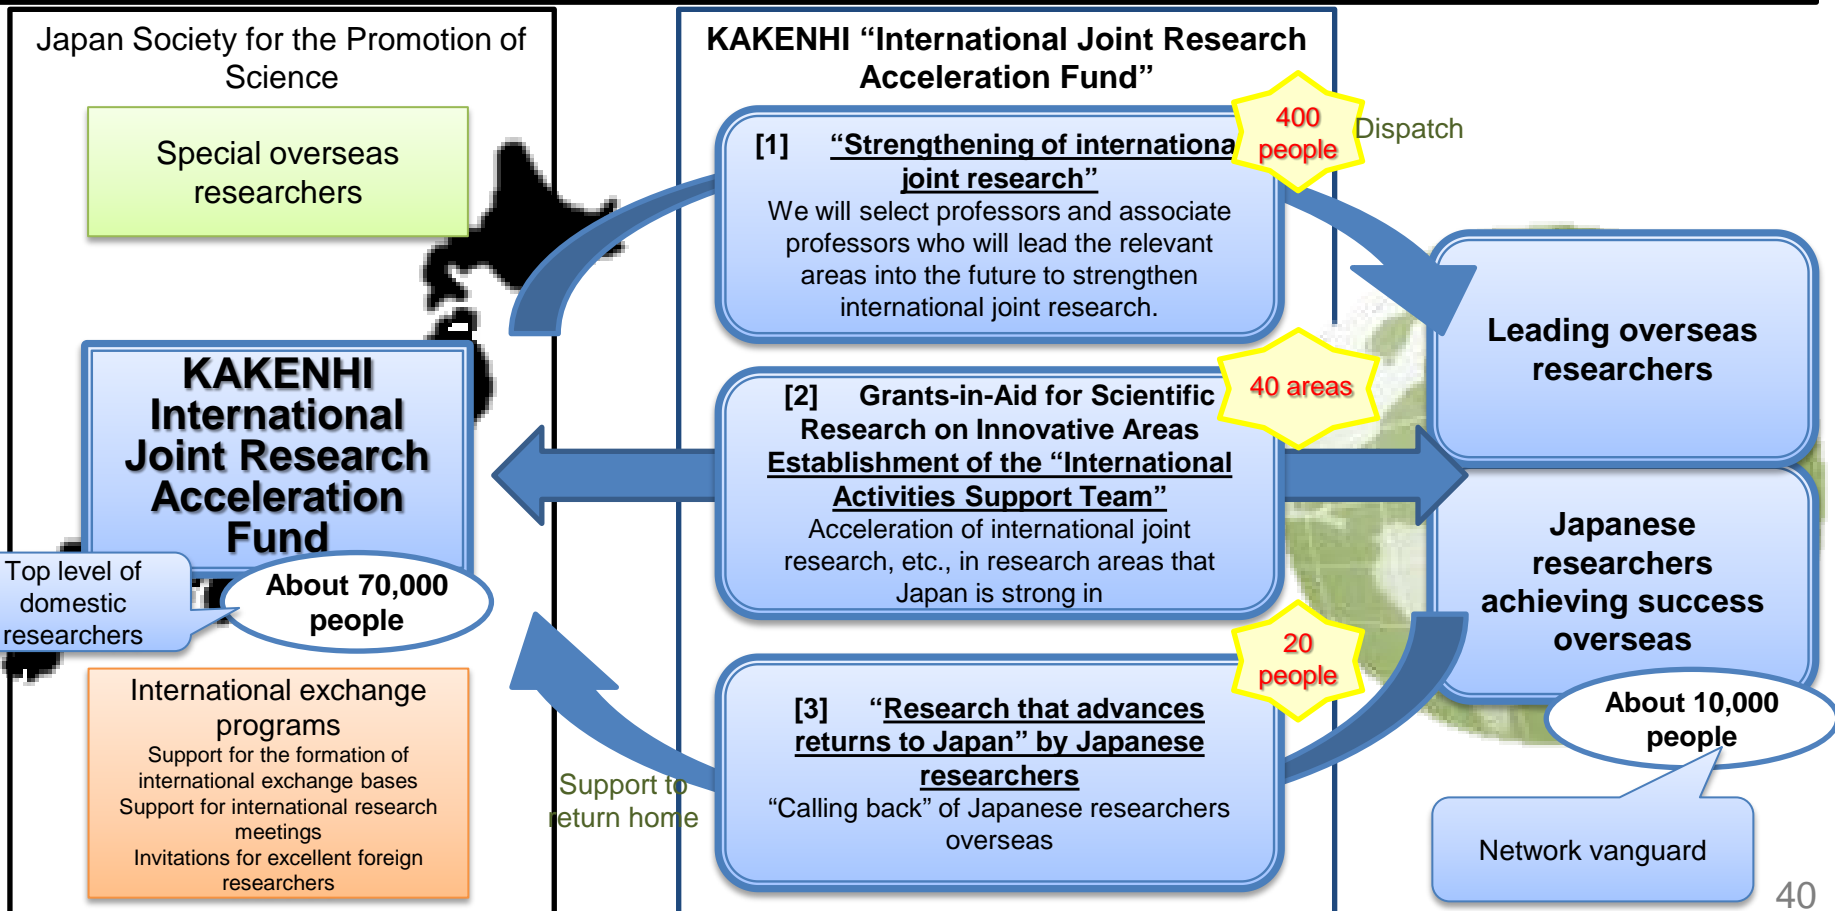 Japan Society for the Promotion of
Science
Special overseas
researchers
KAKENHI
International
Joint Research
Acceleration
Fund
Top level of
domestic
researchers
About 70,000
people
International exchange
programs
Support for the formation of
international exchange bases
Support for international research
meetings
Invitations for excellent foreign
researchers
KAKENHI “International Joint Research
Acceleration Fund”
[1] “Strengthening of internationa
joint research”
We will select professors and associate
professors who will lead the relevant
areas into the future to strengthen
international joint research.
400
people
Dispatch
[2] Grants-in-Aid for Scientific
Research on Innovative Areas
Establishment of the “International
Activities Support Team”
Acceleration of international joint
research, etc., in research areas that
Japan is strong in
40 areas
[3] “Research that advances
returns to Japan” by Japanese
researchers
“Calling back” of Japanese researchers
overseas
20
people
Support to
return home
Leading overseas
researchers
Japanese
researchers
achieving success
overseas
About 10,000
people
Network vanguard
40